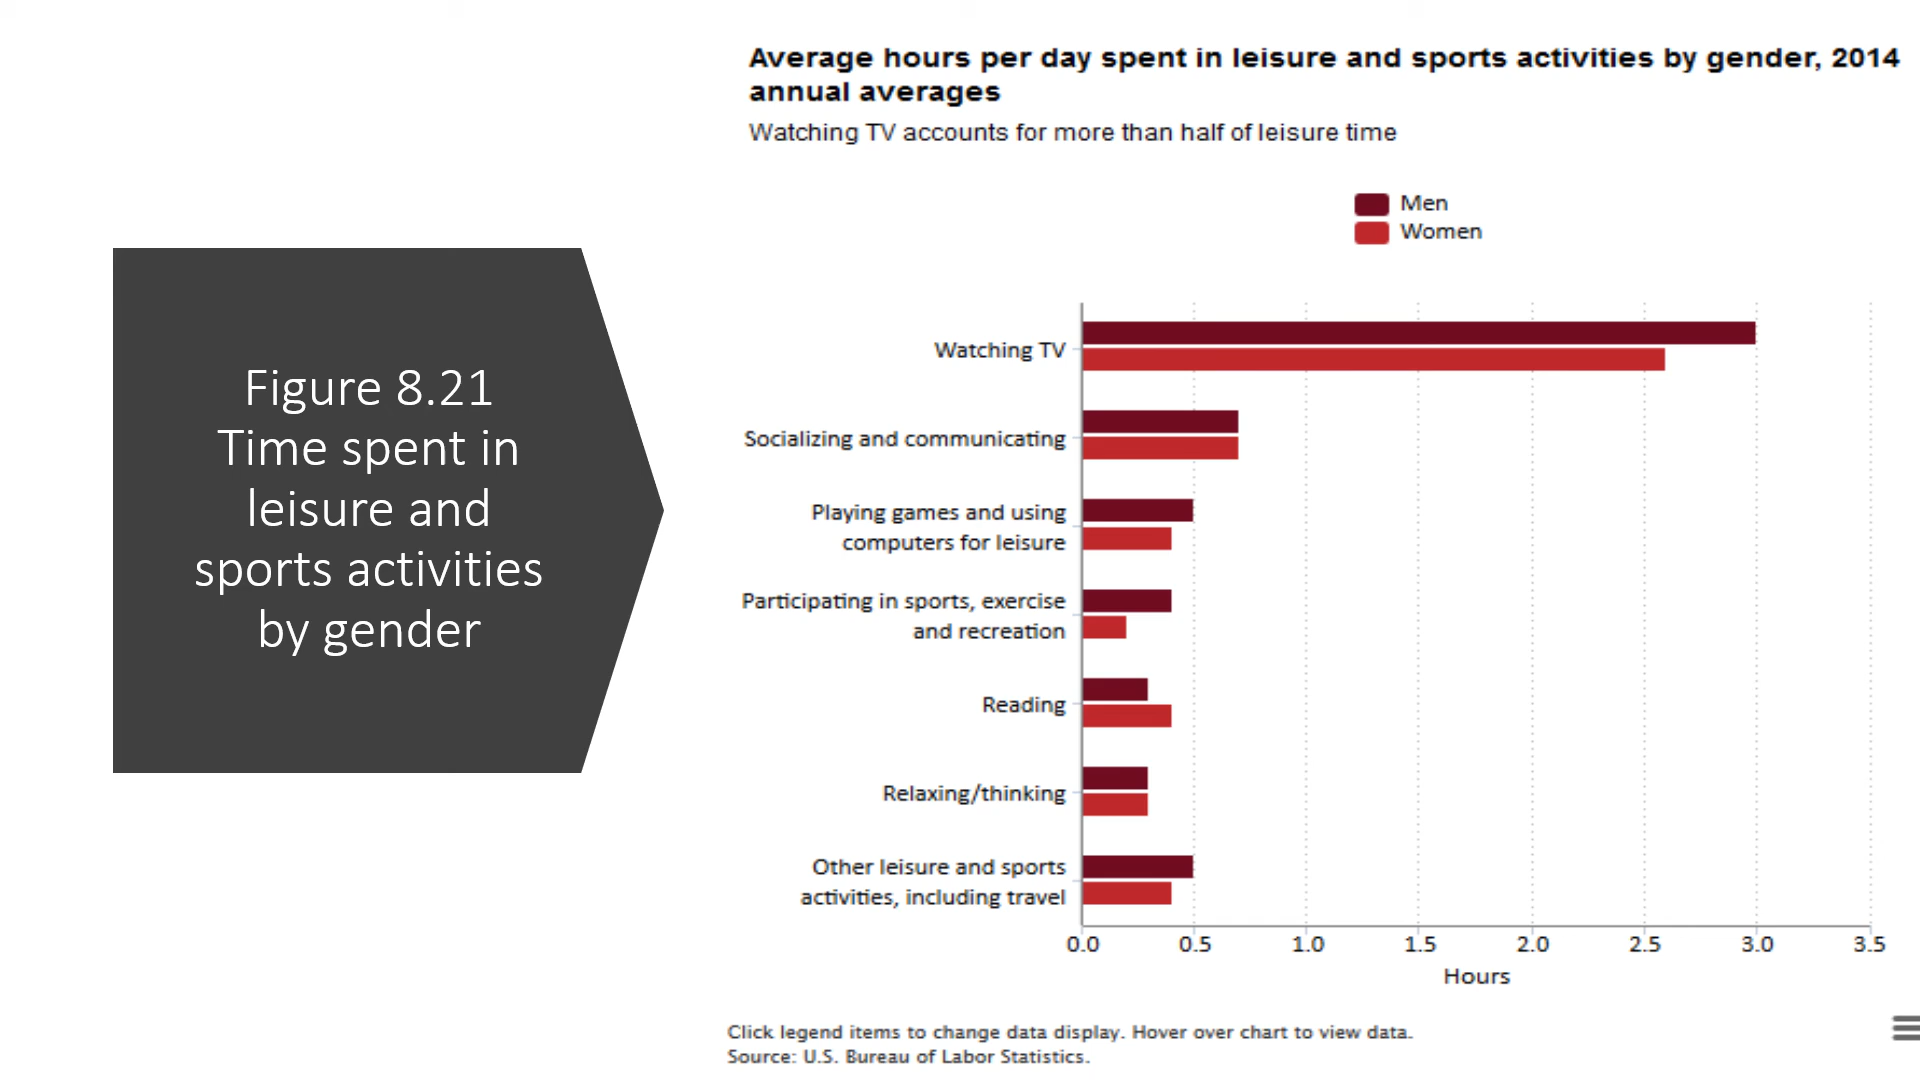 Figure 8.21
Time spent in
leisure and
sports activities
by gender
Average hours per day spent in leisure and sports activities by gender, 2014
annual averages
Watching TV accounts for more than half of leisure time
Men
Women
Watching TV
Socializing and communicating
Playing games and using
computers for leisure
Participating in sports, exercise
and recreation
Reading
Relaxing/thinking
Other leisure and sports
activities, including travel
0.0 0.5 1.0 1.5 2.0 2.5 3.0 3.5
Hours
Click legend items to change data display. Hover over chart to view data.
Source: U.S. Bureau of Labor Statistics.